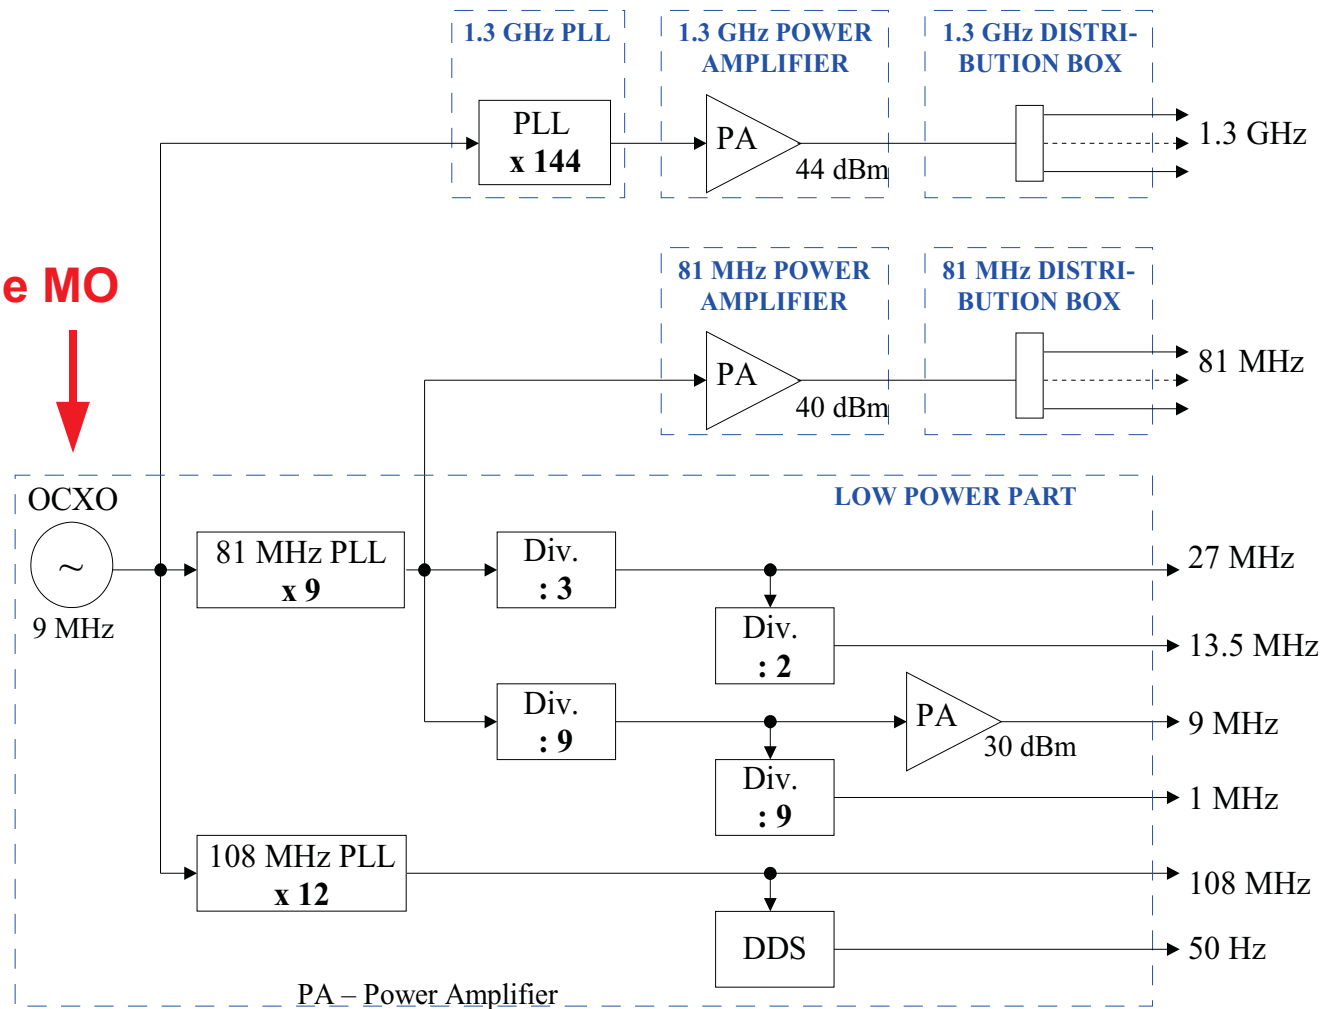 1.3 GHz PLL
1.3 GHz POWER
AMPLIFIER
1.3 GHz DISTRI-
BUTION BOX
PLL
x 144
PA
44 dBm
1.3 GHz
81 MHz POWER
AMPLIFIER
81 MHz DISTRI-
BUTION BOX
e MO
PA
40 dBm
81 MHz
LOW POWER PART
OCXO
~
9 MHz
81 MHz PLL
x 9
Div.
: 3
27 MHz
Div.
: 2
13.5 MHz
Div.
: 9
PA
30 dBm
9 MHz
Div.
: 9
1 MHz
108 MHz PLL
x 12
108 MHz
DDS
50 Hz
PA – Power Amplifier